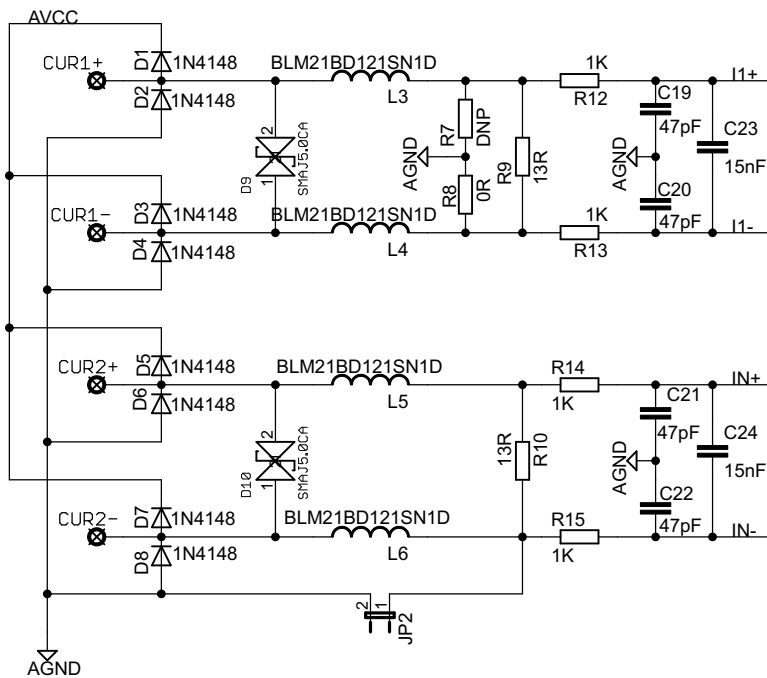 AVCC
CUR1+
D1
1N4148
D2
1N4148
BLM21BD121SN1D
L3
1K
R12
I1+
C19
47pF
C23
15nF
2
1
D9
SMAJ5.0CA
R7
DNP
AGND
R8
0R
R9
13R
AGND
C20
47pF
CUR1-
D3
1N4148
D4
1N4148
BLM21BD121SN1D
L4
1K
R13
I1-
CUR2+
D5
1N4148
D6
1N4148
BLM21BD121SN1D
L5
R14
1K
IN+
C21
47pF
C24
15nF
2
1
D10
SMAJ5.0CA
13R
R10
AGND
C22
47pF
CUR2-
D7
1N4148
D8
1N4148
BLM21BD121SN1D
L6
R15
1K
IN-
2
1
JP2
AGND